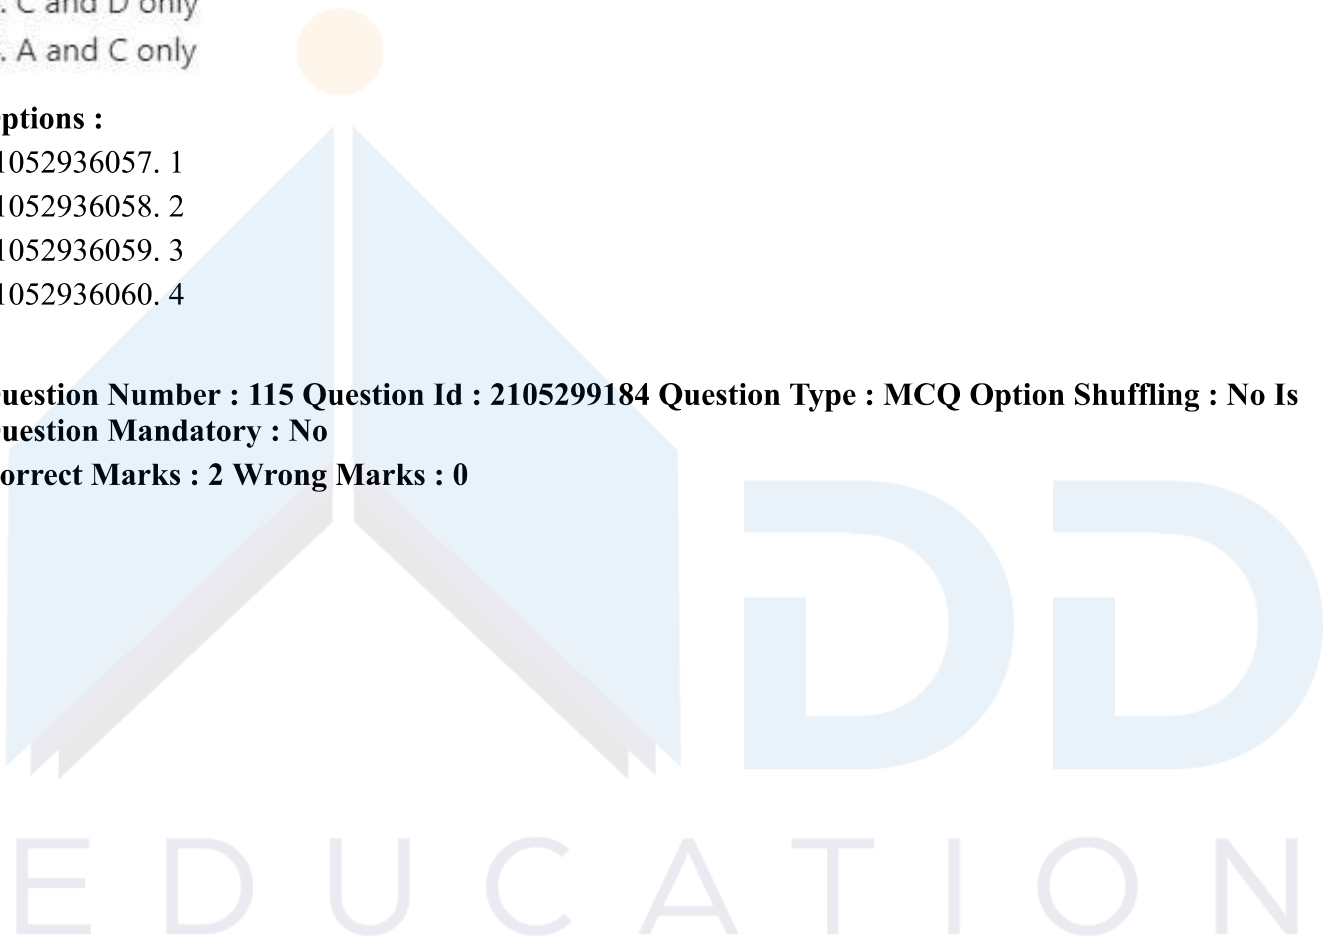 . C and D only
. A and C only
ptions :
1052936057. 1
1052936058. 2
1052936059. 3
1052936060. 4
uestion Number : 115 Question Id : 2105299184 Question Type : MCQ Option Shuffling : No Is
uestion Mandatory : No
orrect Marks : 2 Wrong Marks : 0
DD
EDUCATION